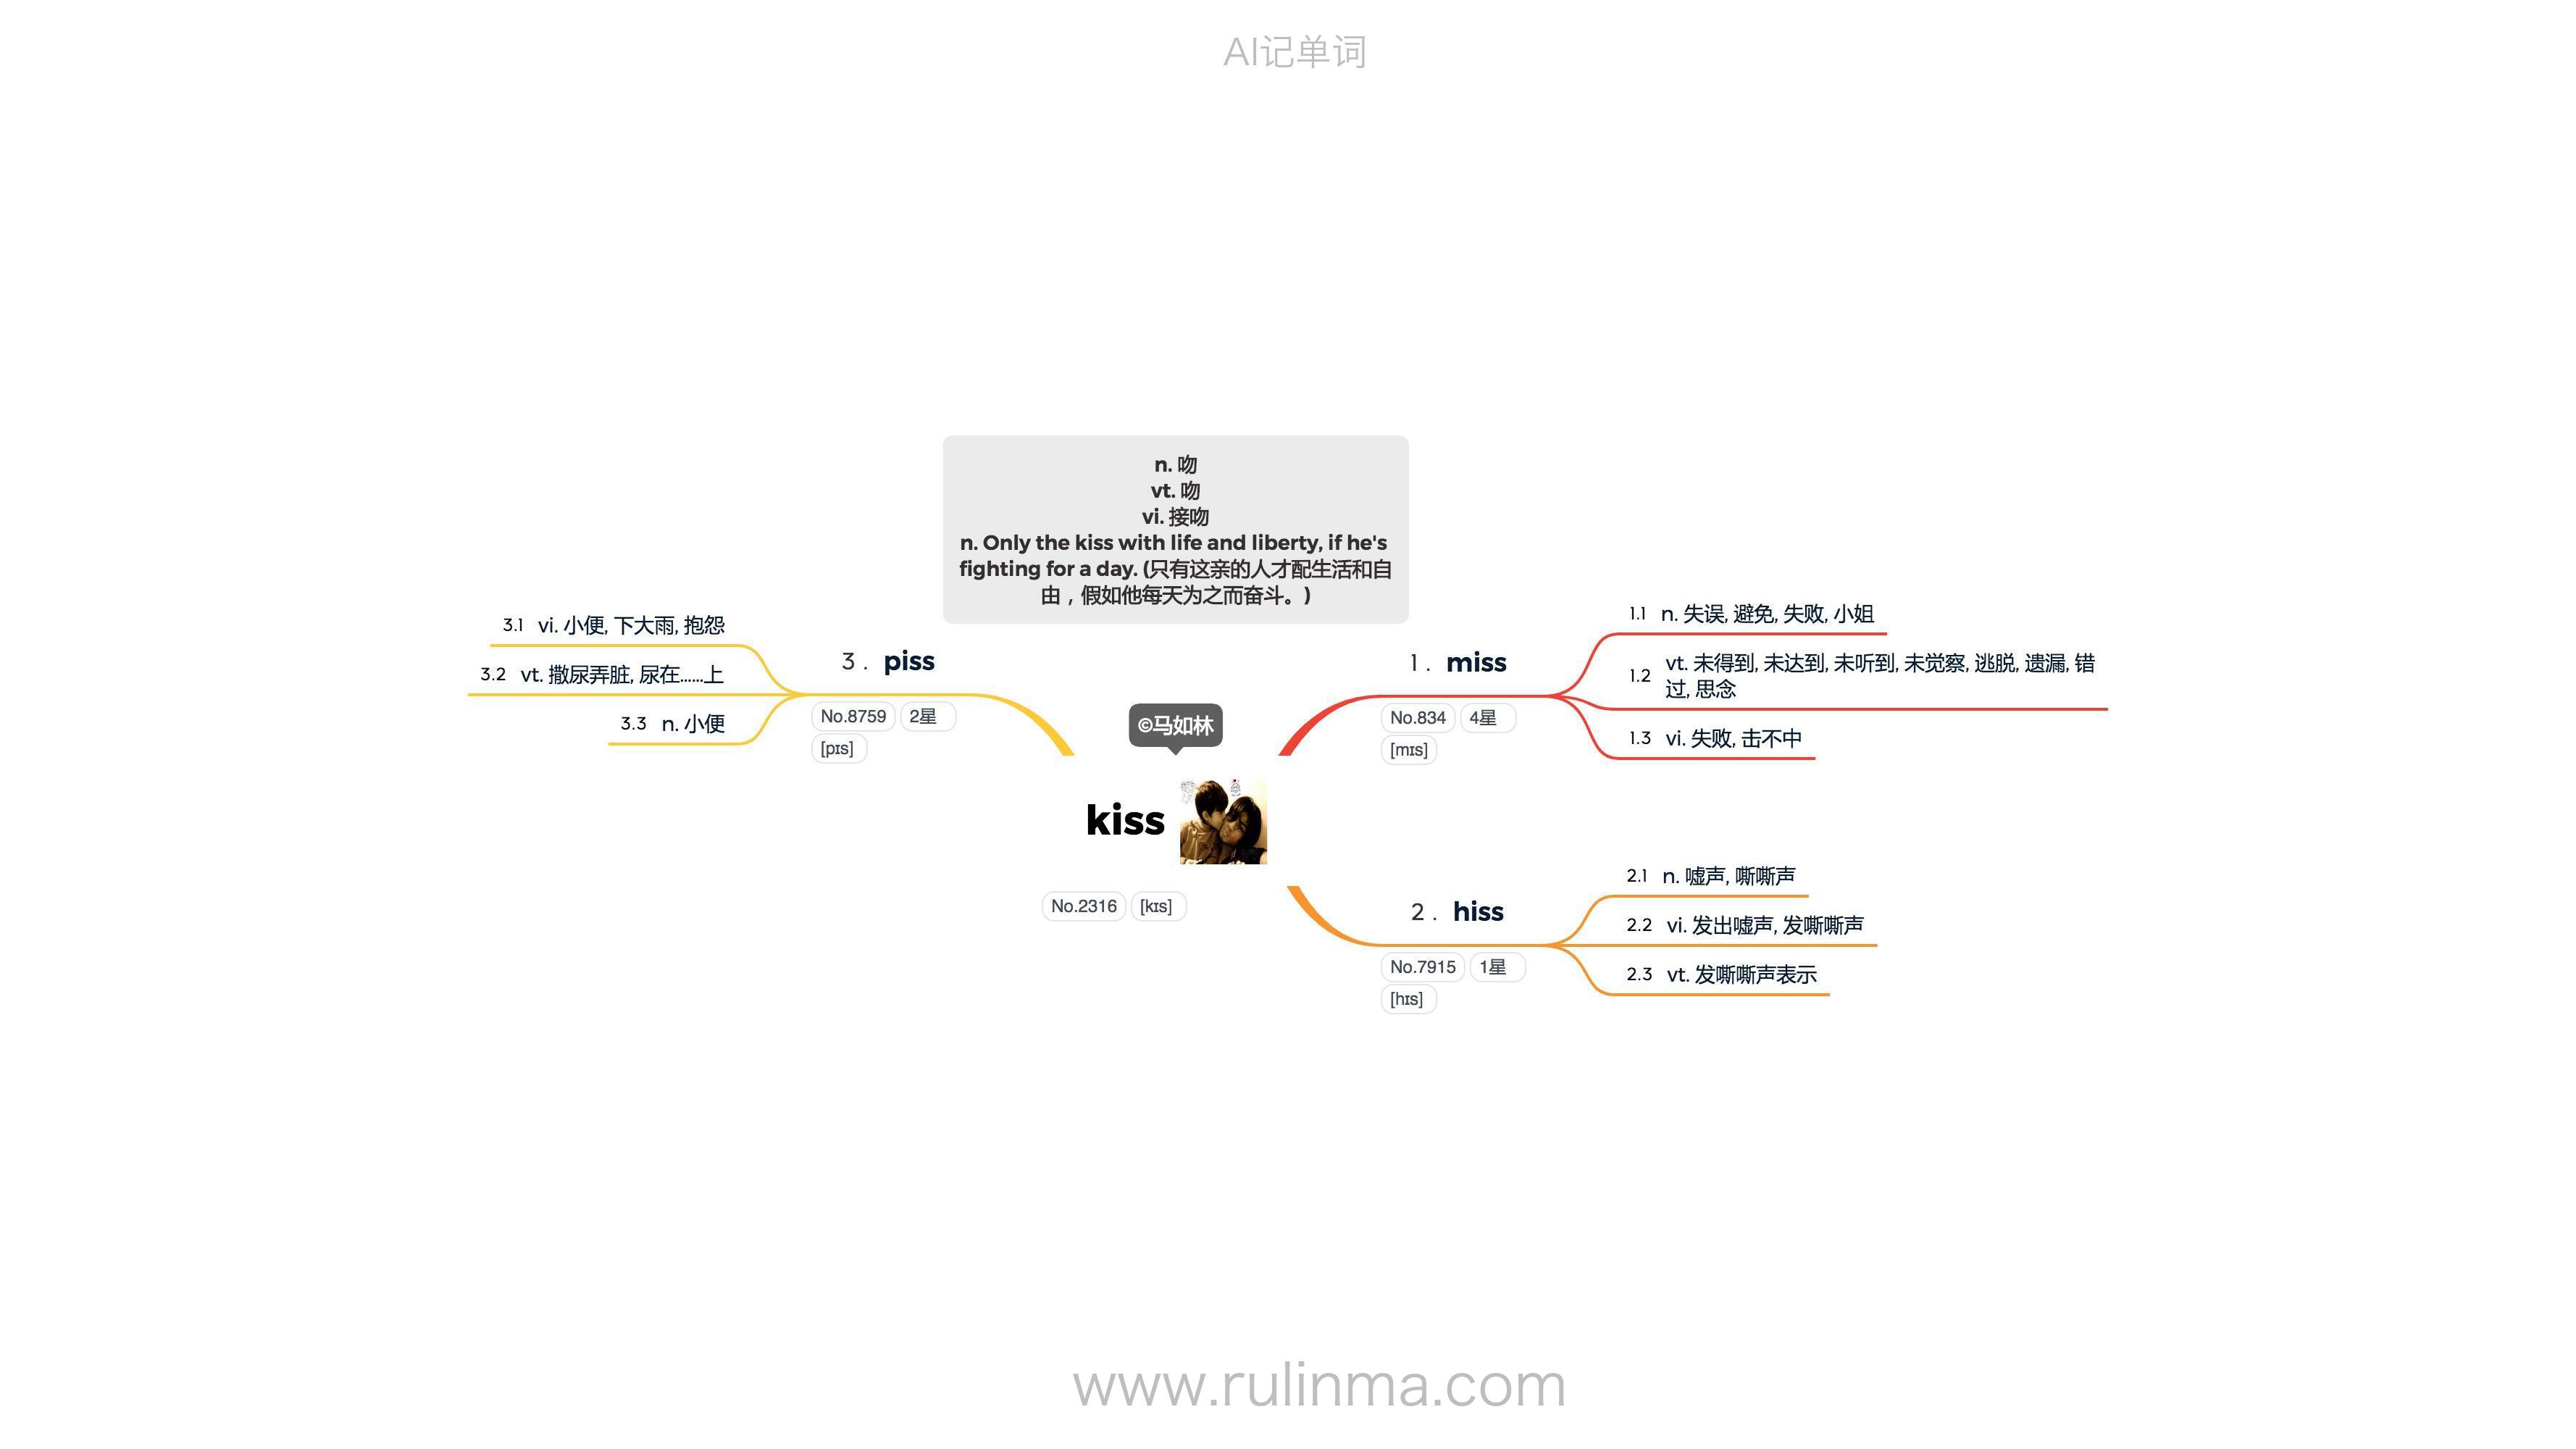 AI记单词
n. 吻
vt. 吻
vi. 接吻
n. Only the kiss with life and liberty, if he's
fighting for a day. (只有这亲的人才配生活和自
由，假如他每天为之而奋斗。)
©马如林
kiss
No.2316 [kɪs]
1. miss
No.834 4星
[mɪs]
1.1 n. 失误, 避免, 失败, 小姐
1.2 vt. 未得到, 未达到, 未听到, 未觉察, 逃脱, 遗漏, 错
过, 思念
1.3 vi. 失败, 击不中
2. hiss
No.7915 1星
[hɪs]
2.1 n. 嘘声, 嘶嘶声
2.2 vi. 发出嘘声, 发嘶嘶声
2.3 vt. 发嘶嘶声表示
3. piss
No.8759 2星
[pɪs]
3.1 vi. 小便, 下大雨, 抱怨
3.2 vt. 撒尿弄脏, 尿在......上
3.3 n. 小便
www.rulinma.com